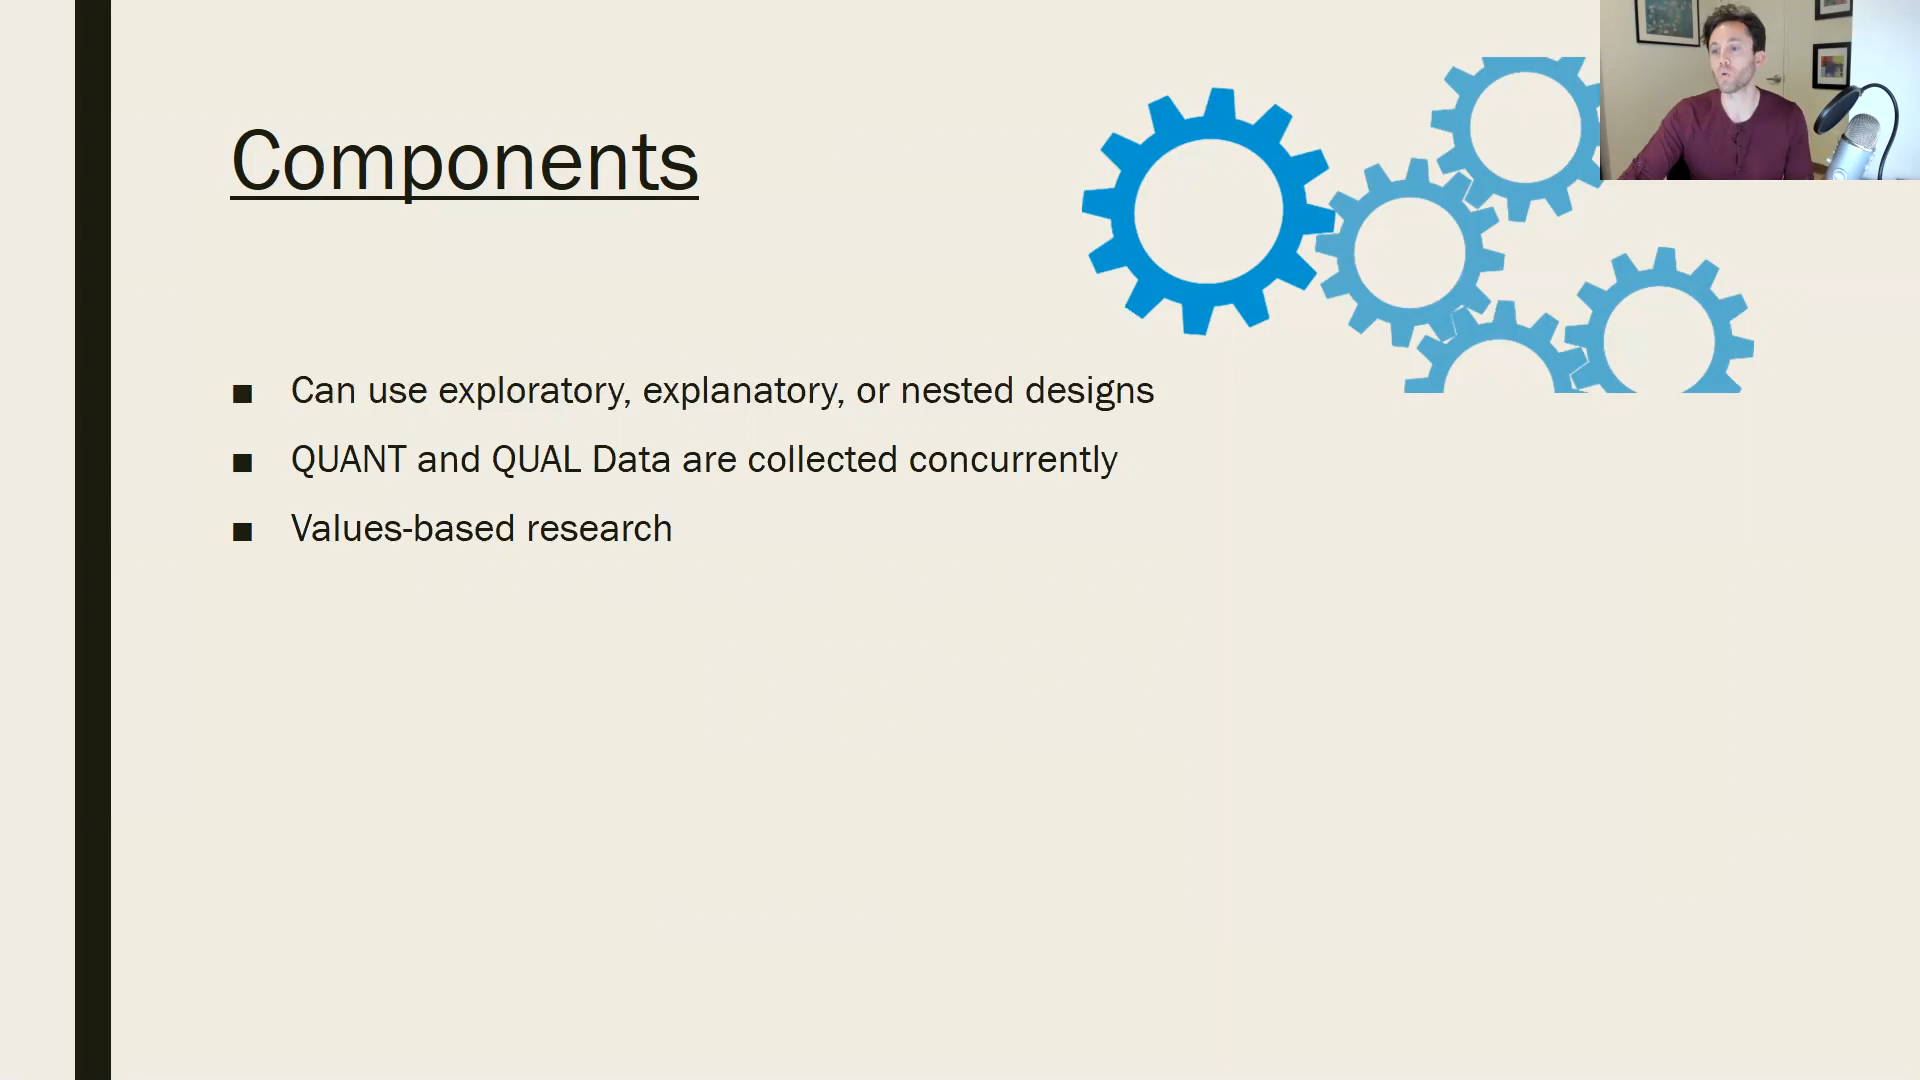 Components
■ Can use exploratory, explanatory, or nested designs
■ QUANT and QUAL Data are collected concurrently
■ Values-based research